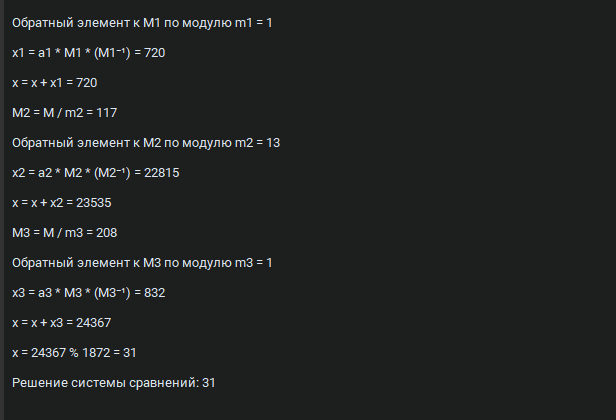 Обратный элемент к M1 по модулю m1 = 1
x1 = a1 * M1 * (M1⁻¹) = 720
x = x + x1 = 720
M2 = M / m2 = 117
Обратный элемент к M2 по модулю m2 = 13
x2 = a2 * M2 * (M2⁻¹) = 22815
x = x + x2 = 23535
M3 = M / m3 = 208
Обратный элемент к M3 по модулю m3 = 1
x3 = a3 * M3 * (M3⁻¹) = 832
x = x + x3 = 24367
x = 24367 % 1872 = 31
Решение системы сравнений: 31